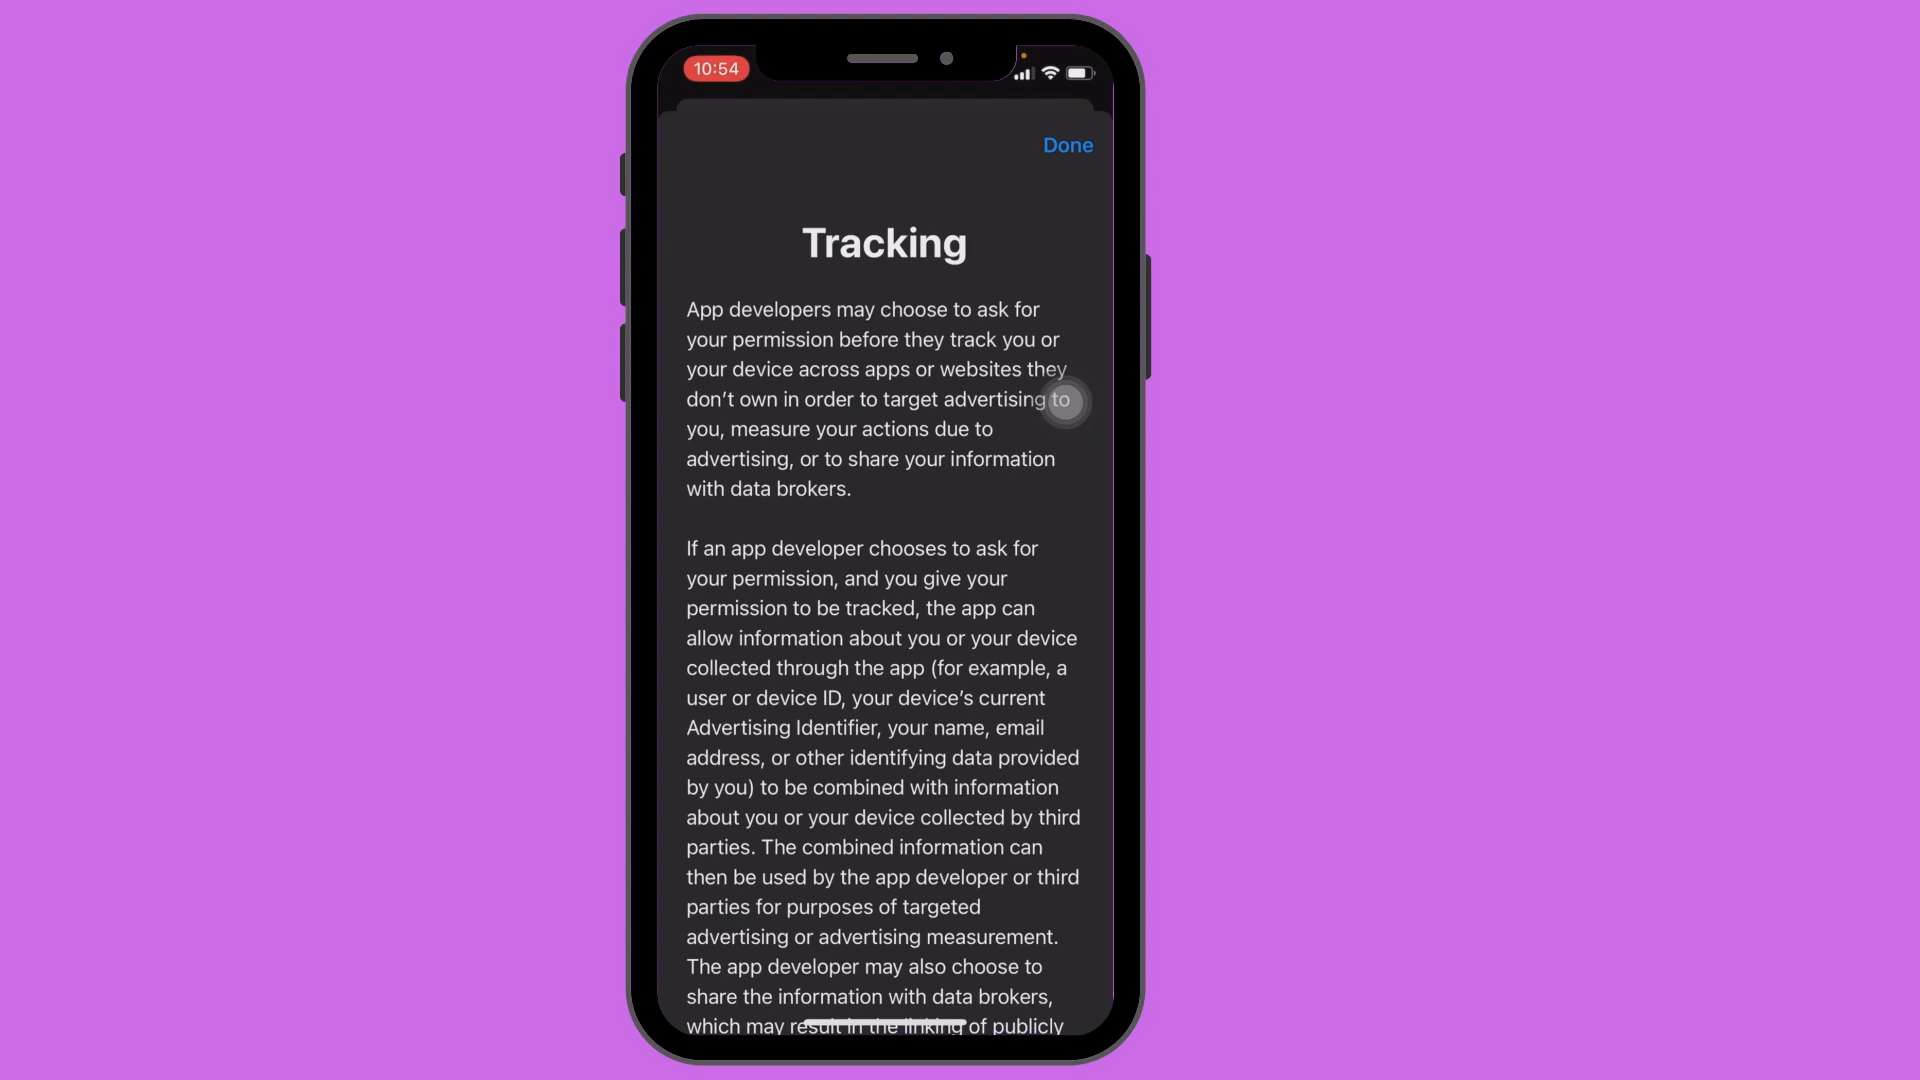 10:54
Done
Tracking
App developers may choose to ask for
your permission before they track you or
your device across apps or websites they
don’t own in order to target advertising to
you, measure your actions due to
advertising, or to share your information
with data brokers.
If an app developer chooses to ask for
your permission, and you give your
permission to be tracked, the app can
allow information about you or your device
collected through the app (for example, a
user or device ID, your device’s current
Advertising Identifier, your name, email
address, or other identifying data provided
by you) to be combined with information
about you or your device collected by third
parties. The combined information can
then be used by the app developer or third
parties for purposes of targeted
advertising or advertising measurement.
The app developer may also choose to
share the information with data brokers,
which may result in the linking of publicly